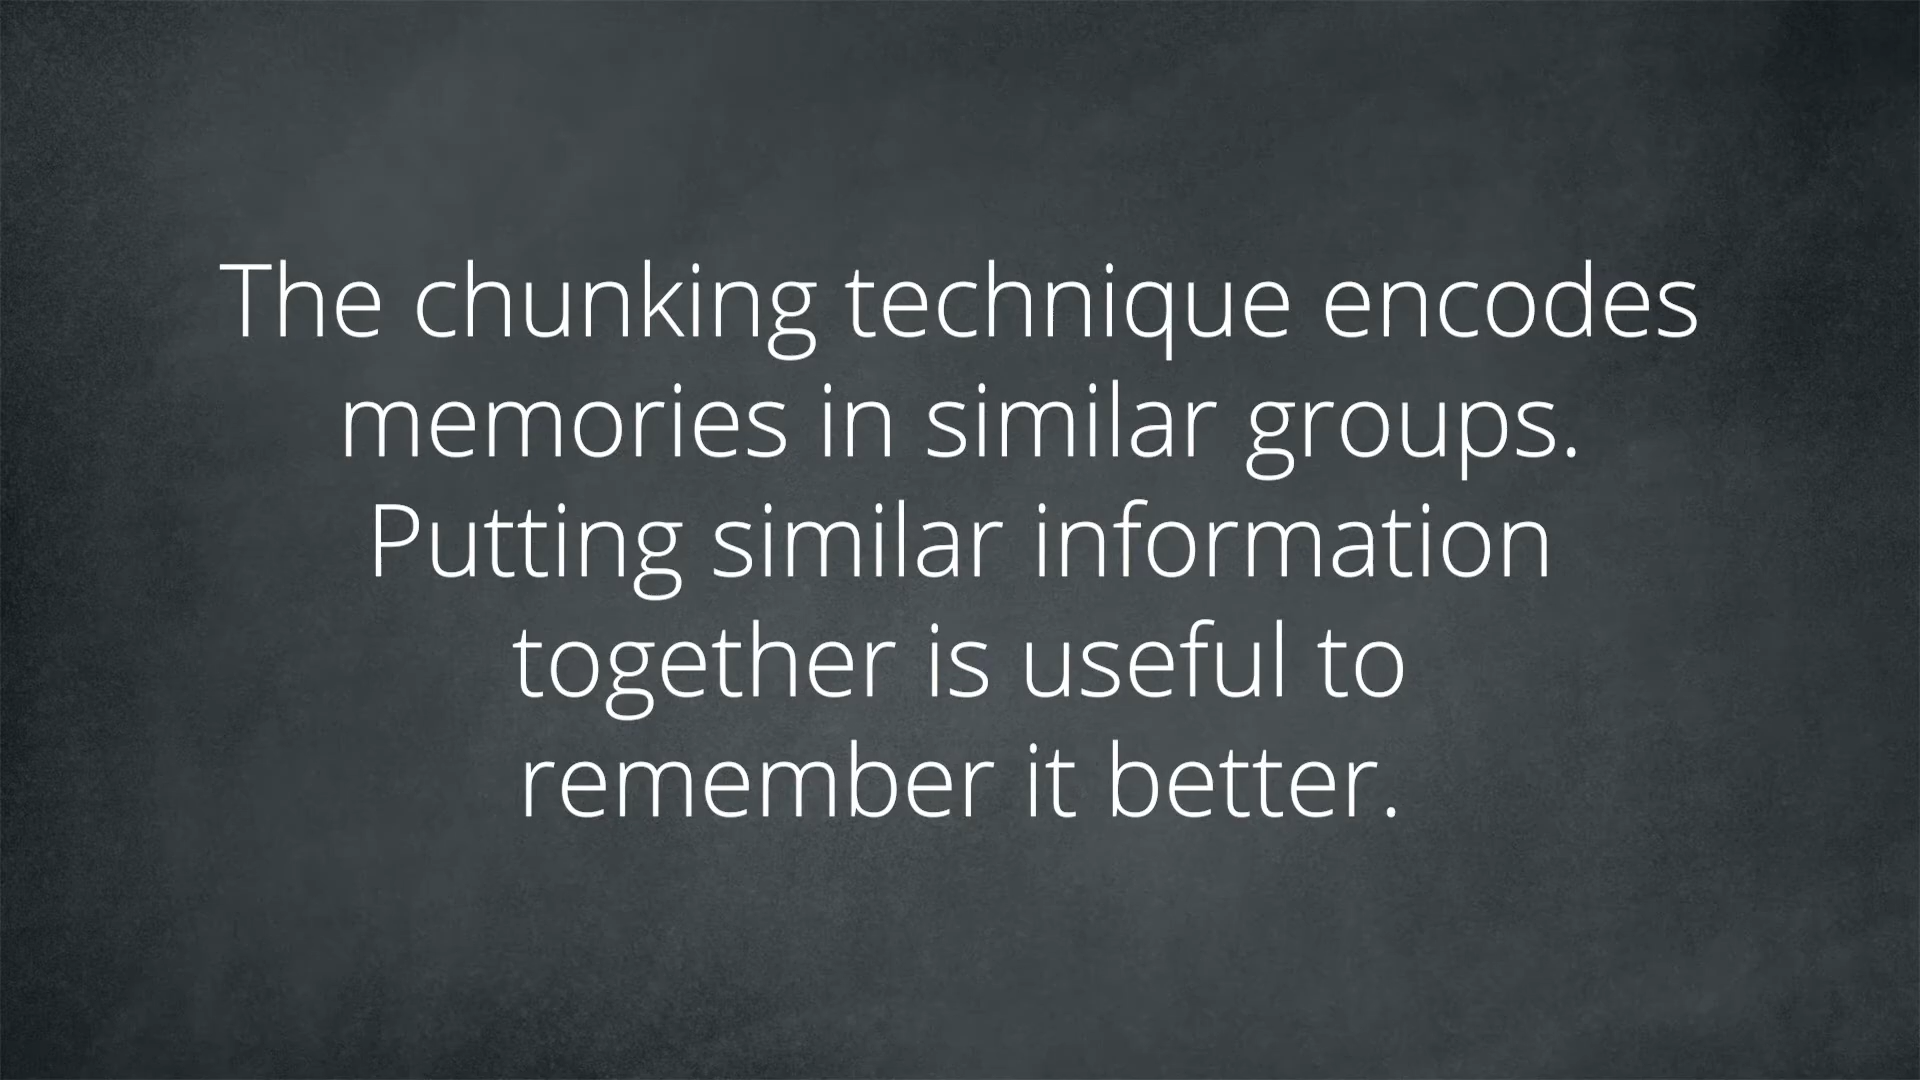 The chunking technique encodes
memories in similar groups.
Putting similar information
together is useful to
remember it better.